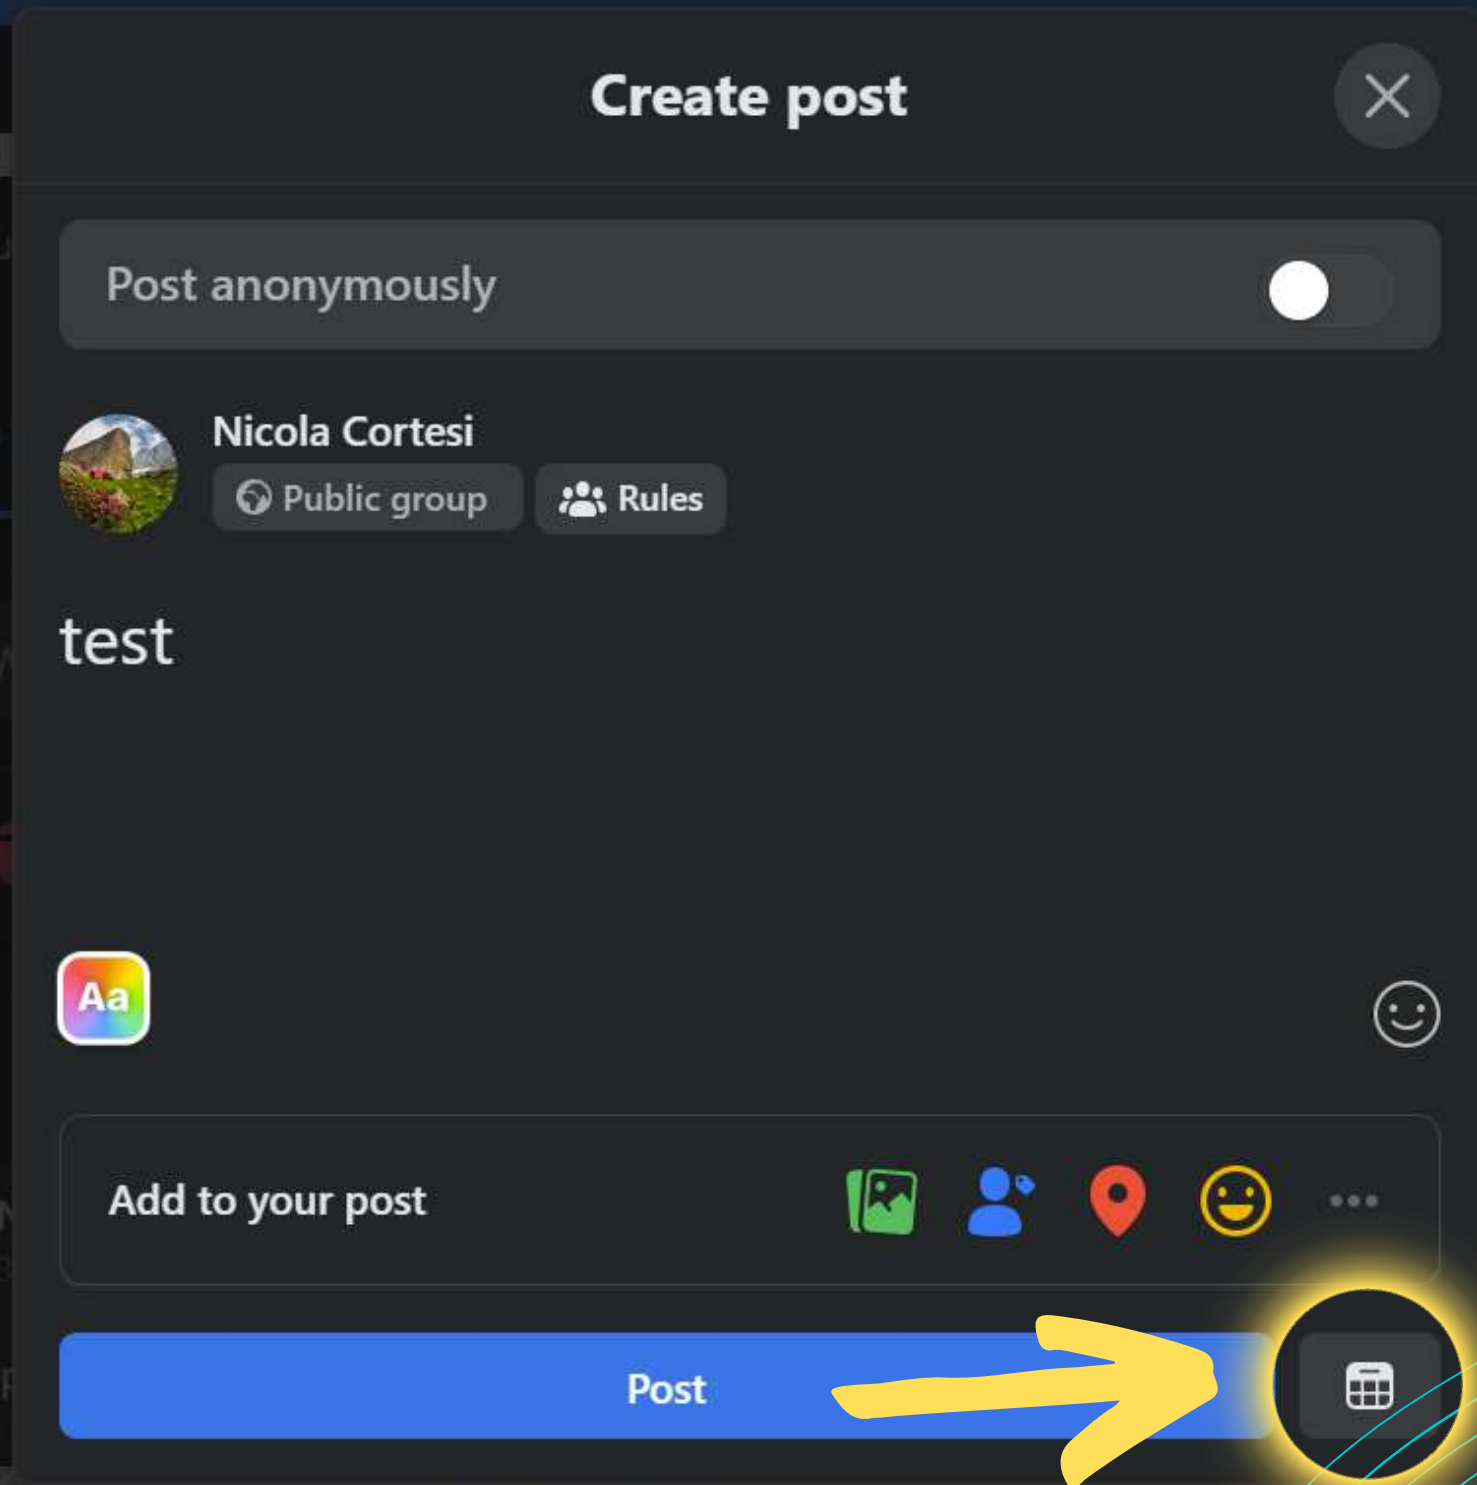 Create post
Post anonymously
Nicola Cortesi
Public group Rules
test
Aa
Add to your post
Post